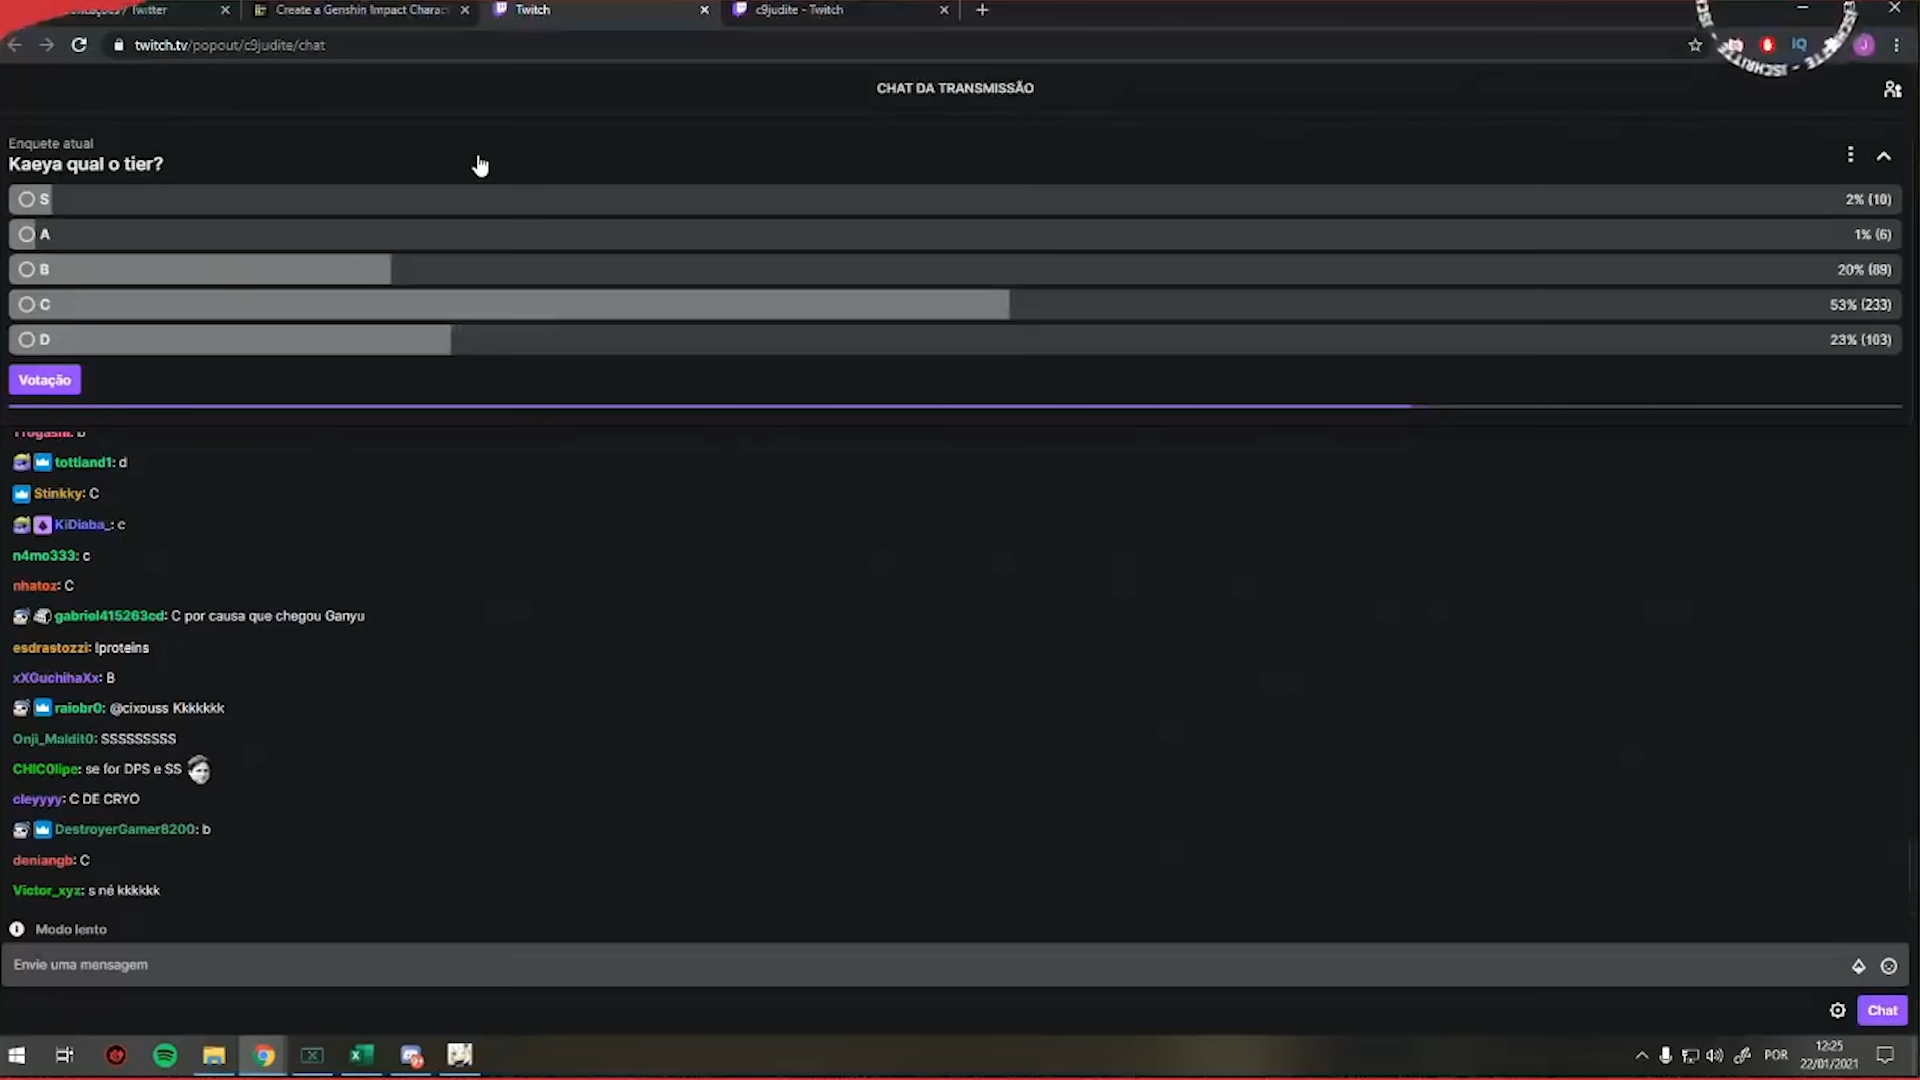 Twitter
Create a Genshin Impact Charac
Twitch
c9judite - Twitch
twitch.tv/popout/c9judite/chat
IQ
J
CHAT DA TRANSMISSÃO
Enquete atual
Kaeya qual o tier?
S 2% (10)
A 1% (6)
B 20% (89)
C 53% (233)
D 23% (103)
Votação
tottiand1: d
Stinkky: C
KiDiaba_: c
n4mo333: c
nhatoz: C
gabriel415263cd: C por causa que chegou Ganyu
esdrastozzi: lproteins
xXGuchihaXx: B
raiobr0: @cixouss Kkkkkkk
Onji_Maldit0: SSSSSSSSS
CHIC0lipe: se for DPS e SS
cleyyyy: C DE CRYO
DestroyerGamer8200: b
deniangb: C
Victor_xyz: s né kkkkkk
Modo lento
Envie uma mensagem
Chat
POR
12:25
22/01/2021